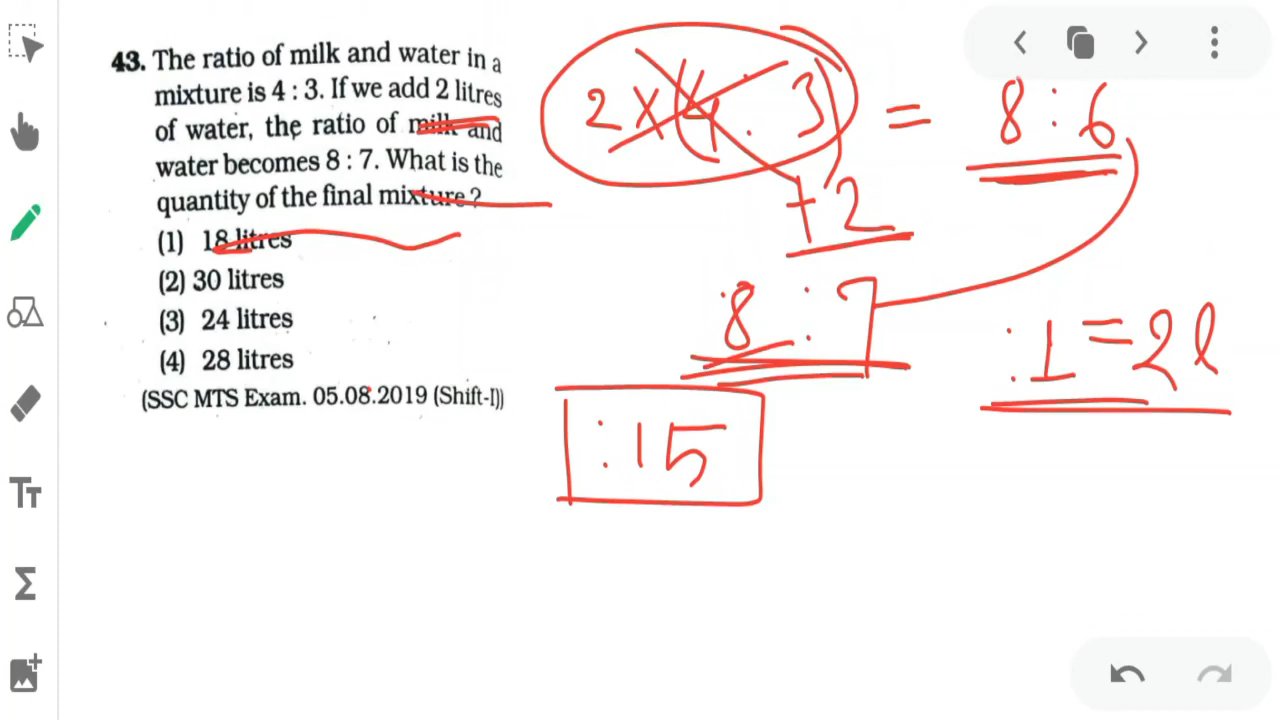 43. The ratio of milk and water in a
mixture is 4 : 3. If we add 2 litres
of water, the ratio of milk and
water becomes 8 : 7. What is the
quantity of the final mixture ?
(1) 18 litres
(2) 30 litres
(3) 24 litres
(4) 28 litres
(SSC MTS Exam. 05.08.2019 (Shift-I))
2 × (4 : 3) = 8 : 6
+ 2
8 : 7
: 1 = 2 l
: 15
TT
Σ